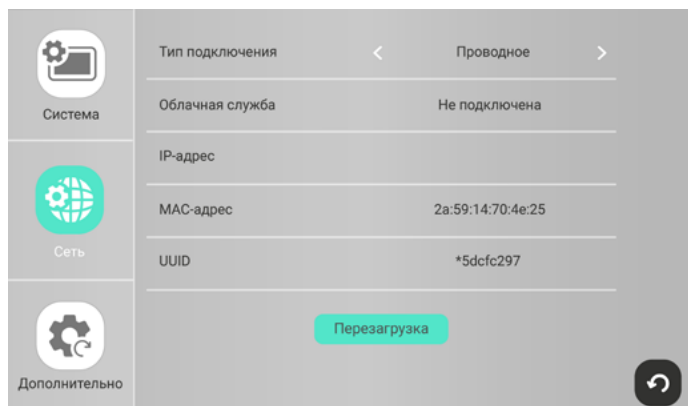 Система
Сеть
Дополнительно
Тип подключения < Проводное >
Облачная служба Не подключена
IP-адрес
MAC-адрес 2a:59:14:70:4e:25
UUID *5dcfc297
Перезагрузка